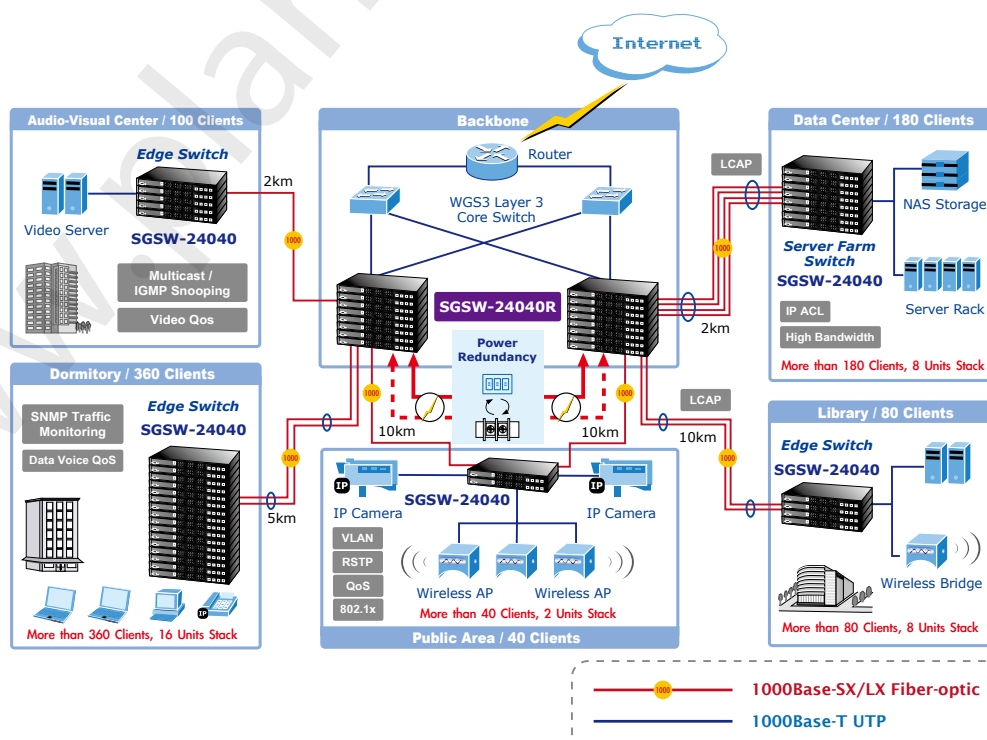 www.plan
Internet
Audio-Visual Center / 100 Clients
Edge Switch
2km
Video Server
SGSW-24040
1000
Multicast /
IGMP Snooping
Video Qos
Backbone
Router
WGS3 Layer 3
Core Switch
SGSW-24040R
Power
Redundancy
1000
10km
1000
10km
LCAP
1000
2km
Data Center / 180 Clients
NAS Storage
Server Farm
Switch
SGSW-24040
Server Rack
IP ACL
High Bandwidth
More than 180 Clients, 8 Units Stack
Dormitory / 360 Clients
SNMP Traffic
Monitoring
Data Voice QoS
Edge Switch
SGSW-24040
1000
5km
IP
More than 360 Clients, 16 Units Stack
IP
IP Camera
SGSW-24040
IP
IP Camera
VLAN
RSTP
QoS
802.1x
Wireless AP
Wireless AP
More than 40 Clients, 2 Units Stack
Public Area / 40 Clients
LCAP
10km
1000
Library / 80 Clients
Edge Switch
SGSW-24040
Wireless Bridge
More than 80 Clients, 8 Units Stack
1000
1000Base-SX/LX Fiber-optic
1000Base-T UTP